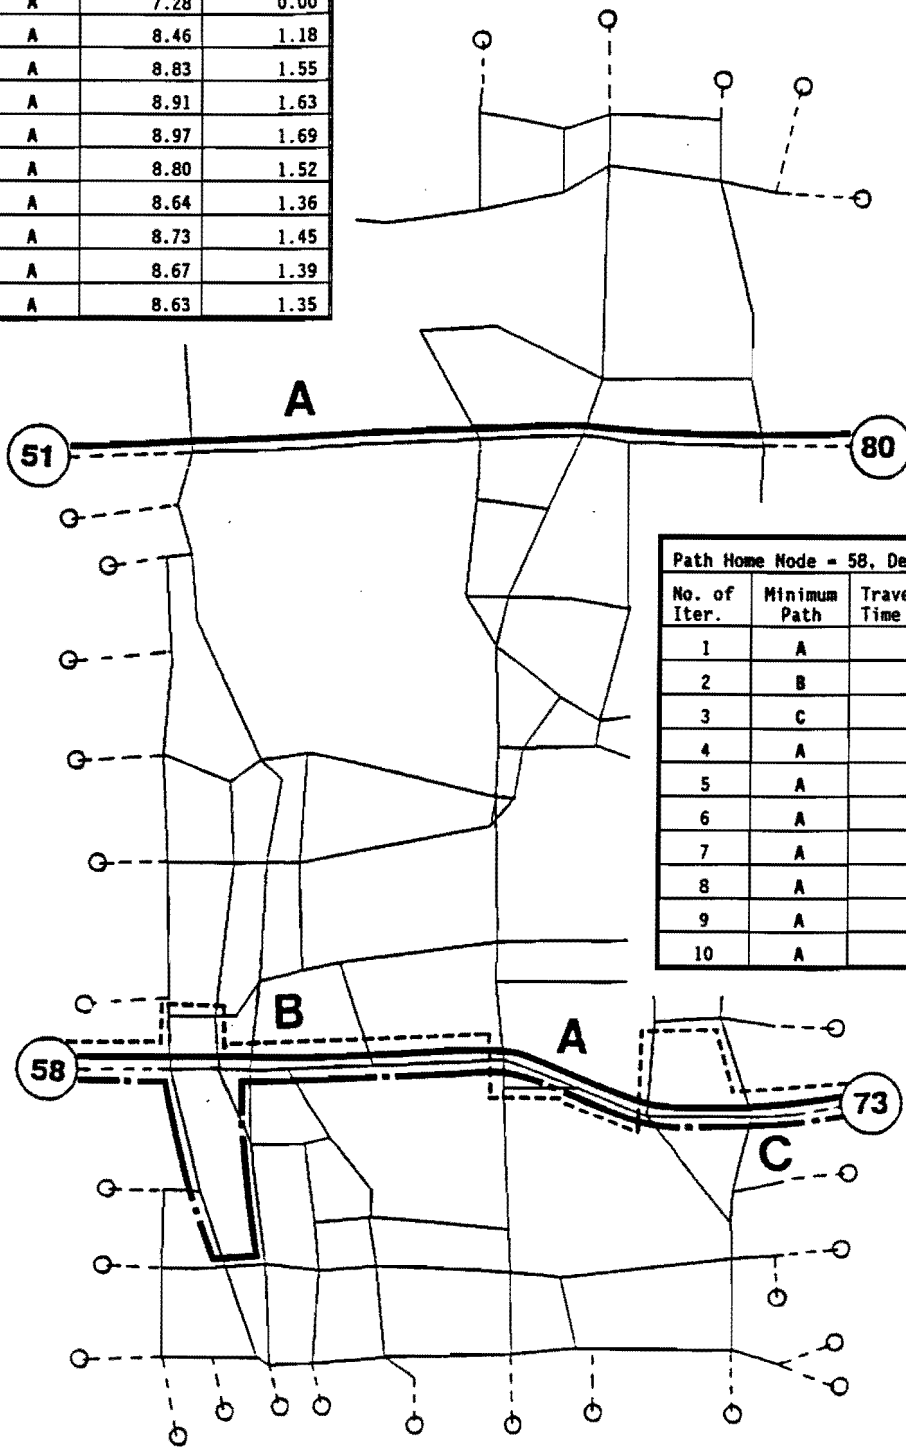 A 7.28 0.00
A 8.46 1.18
A 8.83 1.55
A 8.91 1.63
A 8.97 1.69
A 8.80 1.52
A 8.64 1.36
A 8.73 1.45
A 8.67 1.39
A 8.63 1.35
A
51
80
Path Home Node = 58, De
No. of Minimum Trave
Iter. Path Time
1 A
2 B
3 C
4 A
5 A
6 A
7 A
8 A
9 A
10 A
B
A
58
73
C